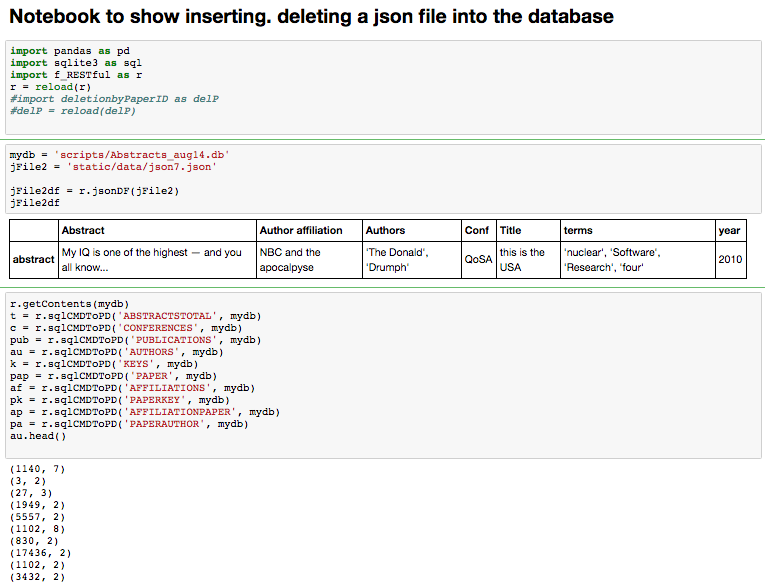 Notebook to show inserting. deleting a json file into the database
import pandas as pd
import sqlite3 as sql
import f_RESTful as r
r = reload(r)
#import deletionbyPaperID as delP
#delP = reload(delP)
mydb = 'scripts/Abstracts_aug14.db'
jFile2 = 'static/data/json7.json'
jFile2df = r.jsonDF(jFile2)
jFile2df
Abstract Author affiliation Authors Conf Title terms year
abstract My IQ is one of the highest — and you all know... NBC and the apocalpyse 'The Donald', 'Drumph' QoSA this is the USA 'nuclear', 'Software', 'Research', 'four' 2010
r.getContents(mydb)
t = r.sqlCMDToPD('ABSTRACTSTOTAL', mydb)
c = r.sqlCMDToPD('CONFERENCES', mydb)
pub = r.sqlCMDToPD('PUBLICATIONS', mydb)
au = r.sqlCMDToPD('AUTHORS', mydb)
k = r.sqlCMDToPD('KEYS', mydb)
pap = r.sqlCMDToPD('PAPER', mydb)
af = r.sqlCMDToPD('AFFILIATIONS', mydb)
pk = r.sqlCMDToPD('PAPERKEY', mydb)
ap = r.sqlCMDToPD('AFFILIATIONPAPER', mydb)
pa = r.sqlCMDToPD('PAPERAUTHOR', mydb)
au.head()
(1140, 7)
(3, 2)
(27, 3)
(1949, 2)
(5557, 2)
(1102, 8)
(830, 2)
(17436, 2)
(1102, 2)
(3432, 2)